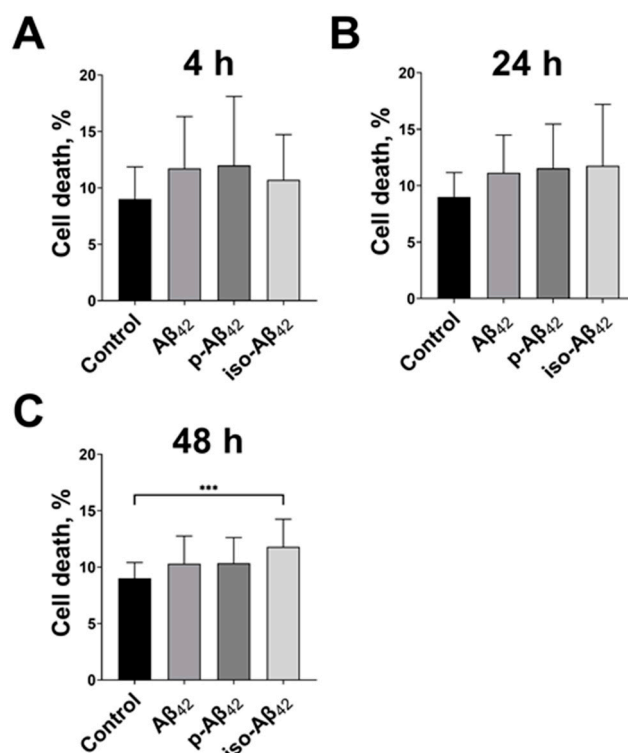 A
4 h
Cell death, %
20
15
10
5
0
Control
Aβ42
p-Aβ42
iso-Aβ42
B
24 h
Cell death, %
20
15
10
5
0
Control
Aβ42
p-Aβ42
iso-Aβ42
C
48 h
Cell death, %
20
15
10
5
0
***
Control
Aβ42
p-Aβ42
iso-Aβ42